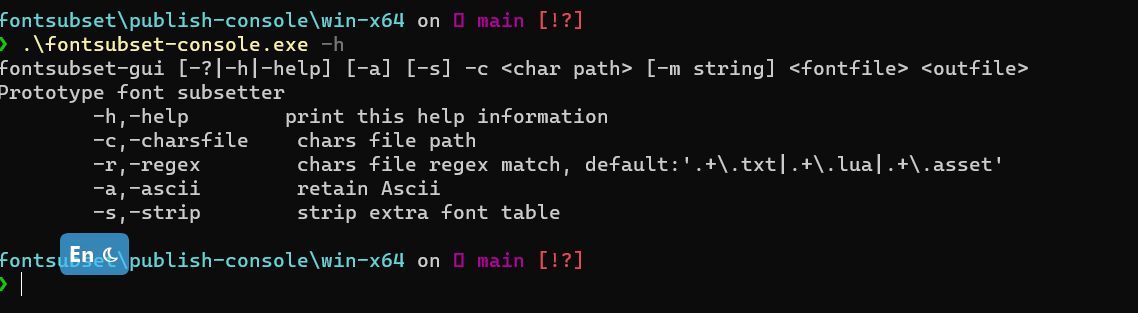 fontsubset\publish-console\win-x64 on main [!?]
❯ .\fontsubset-console.exe -h
fontsubset-gui [-?|-h|-help] [-a] [-s] -c <char path> [-m string] <fontfile> <outfile>
Prototype font subsetter
-h,-help print this help information
-c,-charsfile chars file path
-r,-regex chars file regex match, default:'.+\.txt|.+\.lua|.+\.asset'
-a,-ascii retain Ascii
-s,-strip strip extra font table
En
fontsubset\publish-console\win-x64 on main [!?]
❯